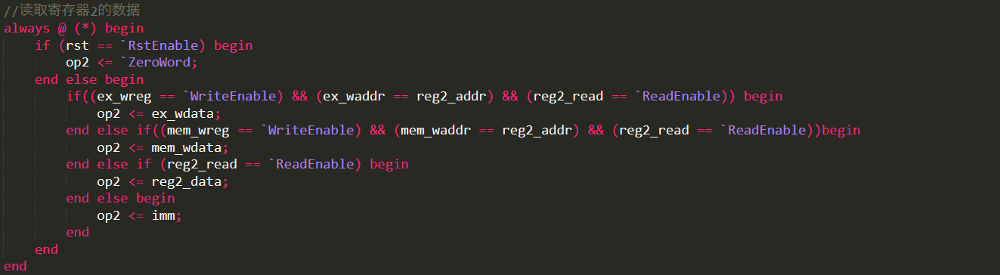 //读取寄存器2的数据
always @ (*) begin
    if (rst == `RstEnable) begin
        op2 <= `ZeroWord;
    end else begin
        if((ex_wreg == `WriteEnable) && (ex_waddr == reg2_addr) && (reg2_read == `ReadEnable)) begin
            op2 <= ex_wdata;
        end else if((mem_wreg == `WriteEnable) && (mem_waddr == reg2_addr) && (reg2_read == `ReadEnable))begin
            op2 <= mem_wdata;
        end else if (reg2_read == `ReadEnable) begin
            op2 <= reg2_data;
        end else begin
            op2 <= imm;
        end
    end
end